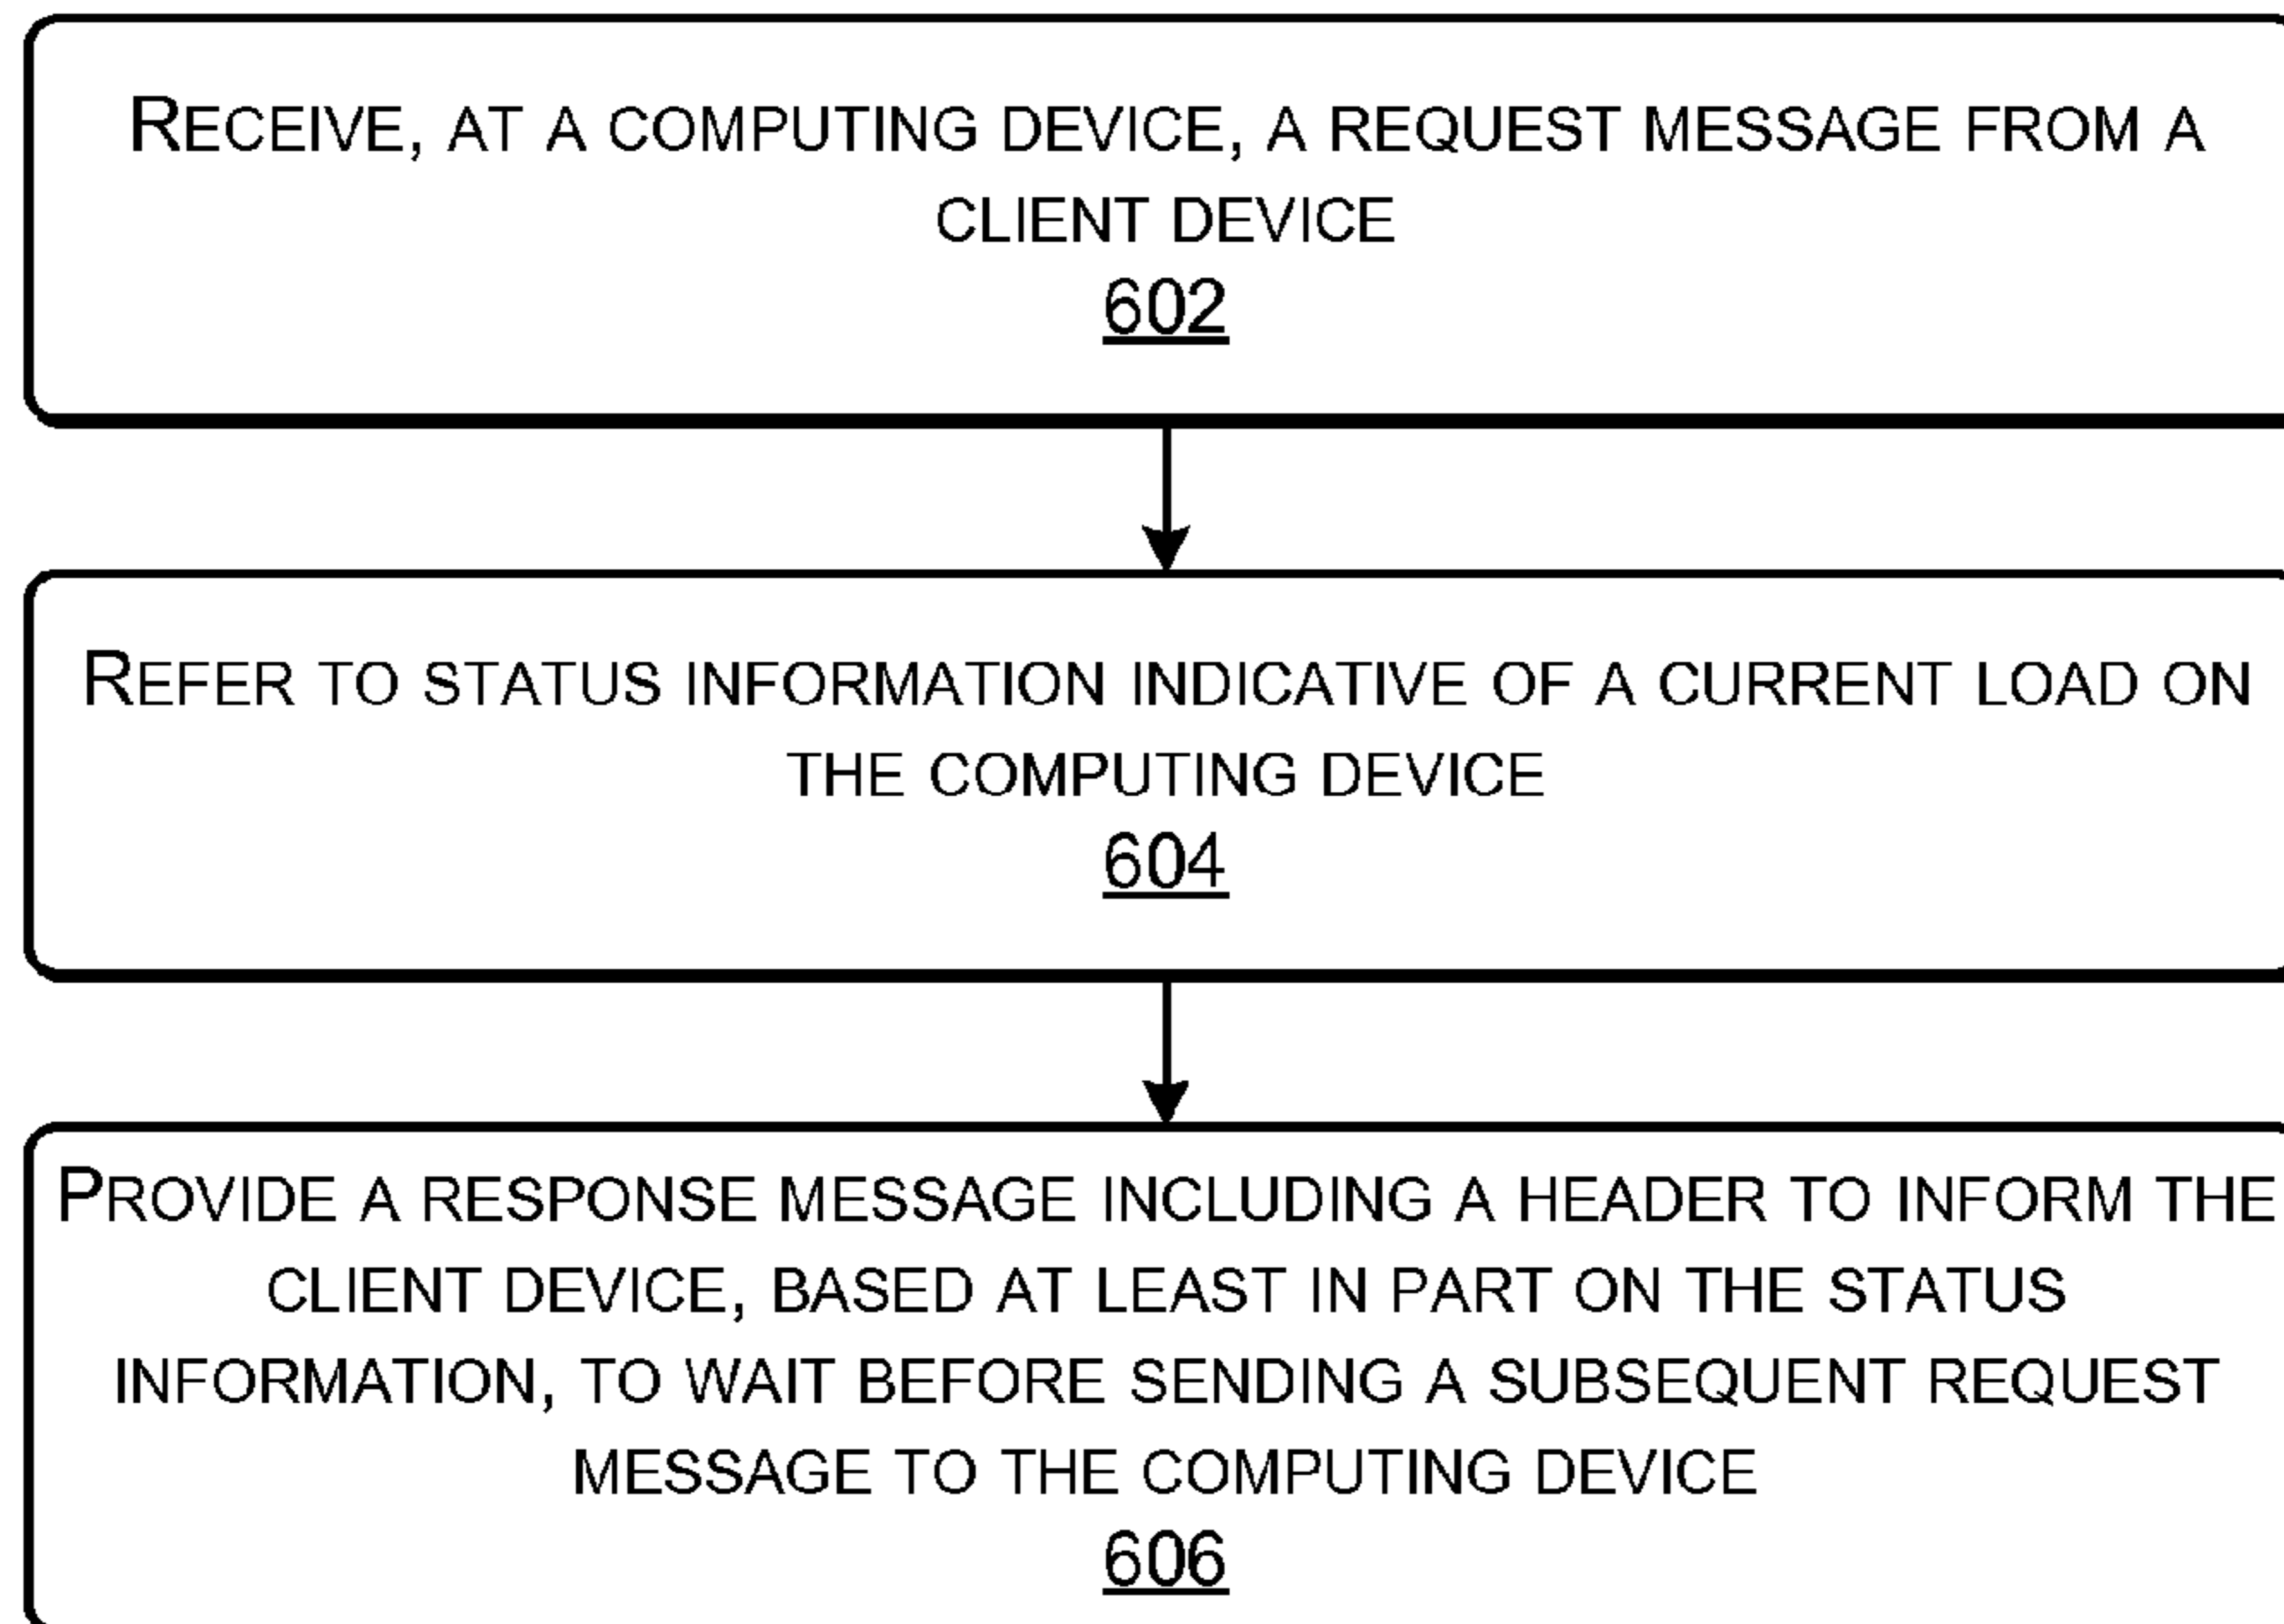 RECEIVE, AT A COMPUTING DEVICE, A REQUEST MESSAGE FROM A
CLIENT DEVICE
602
REFER TO STATUS INFORMATION INDICATIVE OF A CURRENT LOAD ON
THE COMPUTING DEVICE
604
PROVIDE A RESPONSE MESSAGE INCLUDING A HEADER TO INFORM THE
CLIENT DEVICE, BASED AT LEAST IN PART ON THE STATUS
INFORMATION, TO WAIT BEFORE SENDING A SUBSEQUENT REQUEST
MESSAGE TO THE COMPUTING DEVICE
606